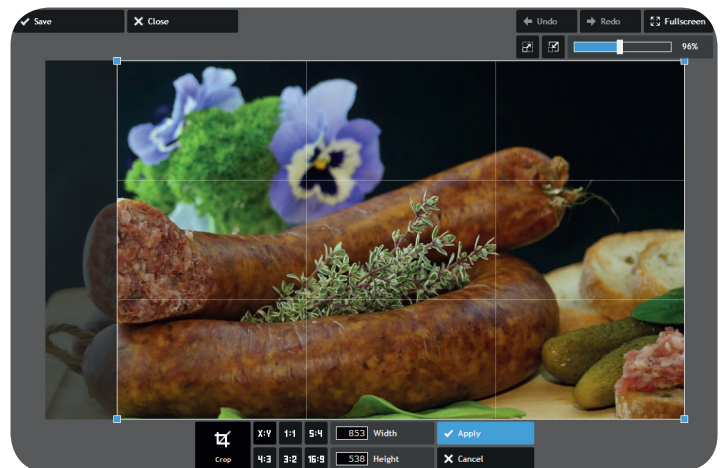 Save
Close
Undo
Redo
Fullscreen
96%
Crop
X:Y
1:1
5:4
853 Width
Apply
4:3
3:2
16:9
538 Height
Cancel